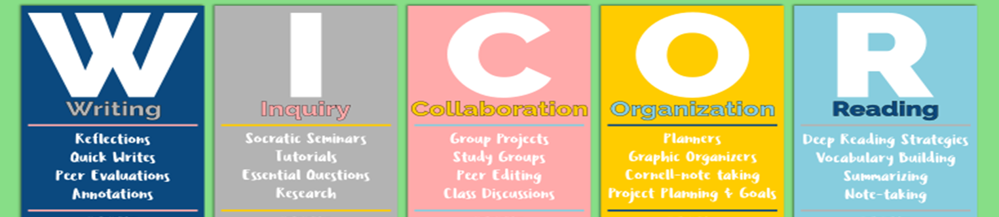 W
Writing
Reflections
Quick Writes
Peer Evaluations
Annotations
I
Inquiry
Socratic Seminars
Tutorials
Essential Questions
Research
C
Collaboration
Group Projects
Study Groups
Peer Editing
Class Discussions
O
Organization
Planners
Graphic Organizers
Cornell-note taking
Project Planning & Goals
R
Reading
Deep Reading Strategies
Vocabulary Building
Summarizing
Note-taking